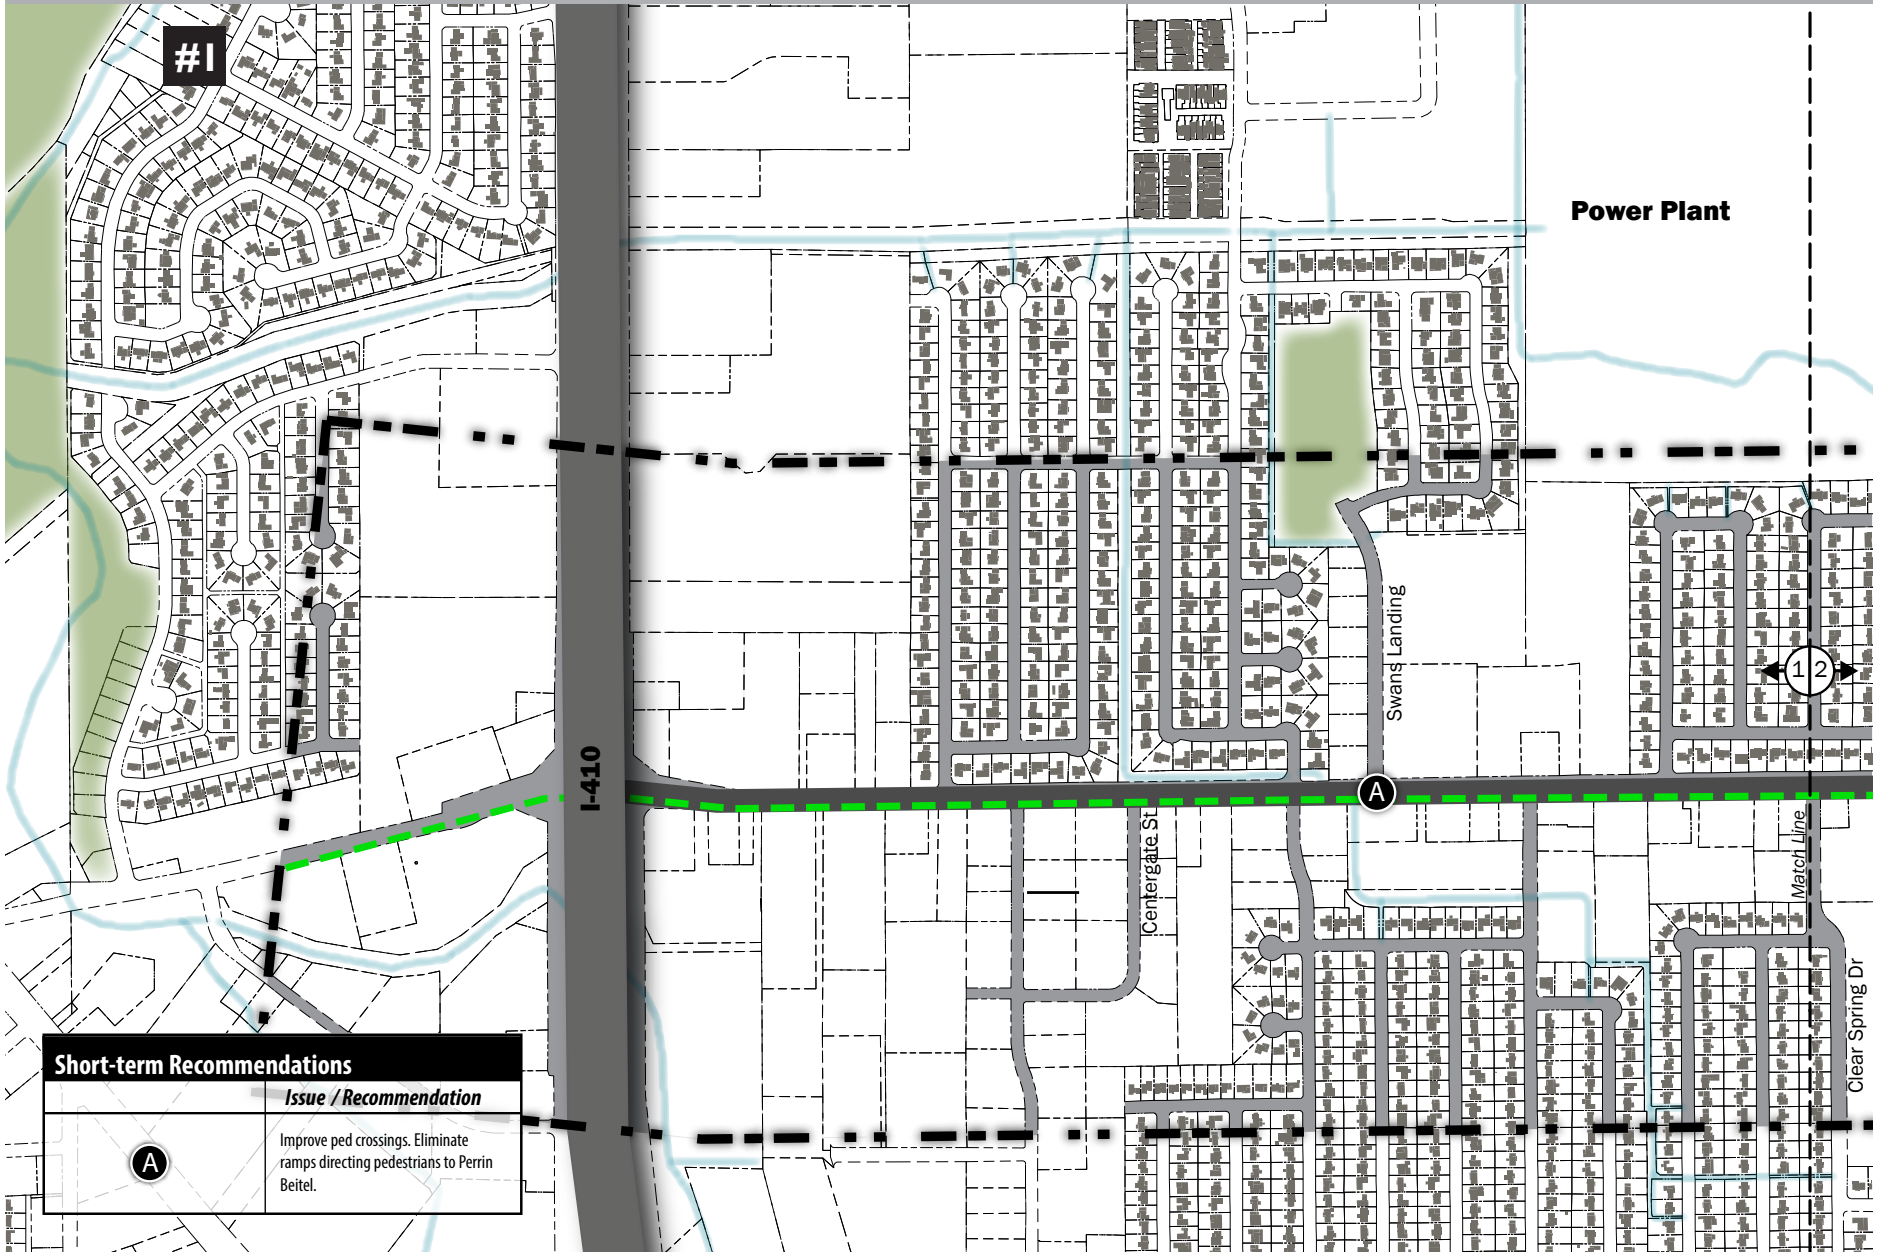 #1
Power Plant
Swans Landing
1 2
I-410
A
Centergate St
Match Line
Clear Spring Dr
Short-term Recommendations
Issue / Recommendation
A
Improve ped crossings. Eliminate
ramps directing pedestrians to Perrin
Beitel.